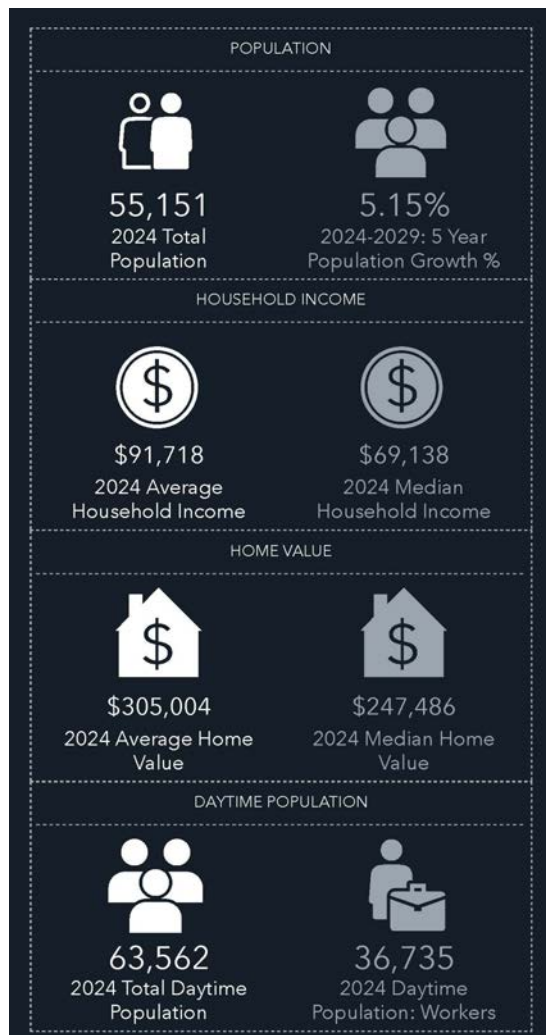 POPULATION
55,151
2024 Total
Population
5.15%
2024-2029: 5 Year
Population Growth %
HOUSEHOLD INCOME
$
$91,718
2024 Average
Household Income
$
$69,138
2024 Median
Household Income
HOME VALUE
$
$305,004
2024 Average Home
Value
$
$247,486
2024 Median Home
Value
DAYTIME POPULATION
63,562
2024 Total Daytime
Population
36,735
2024 Daytime
Population: Workers